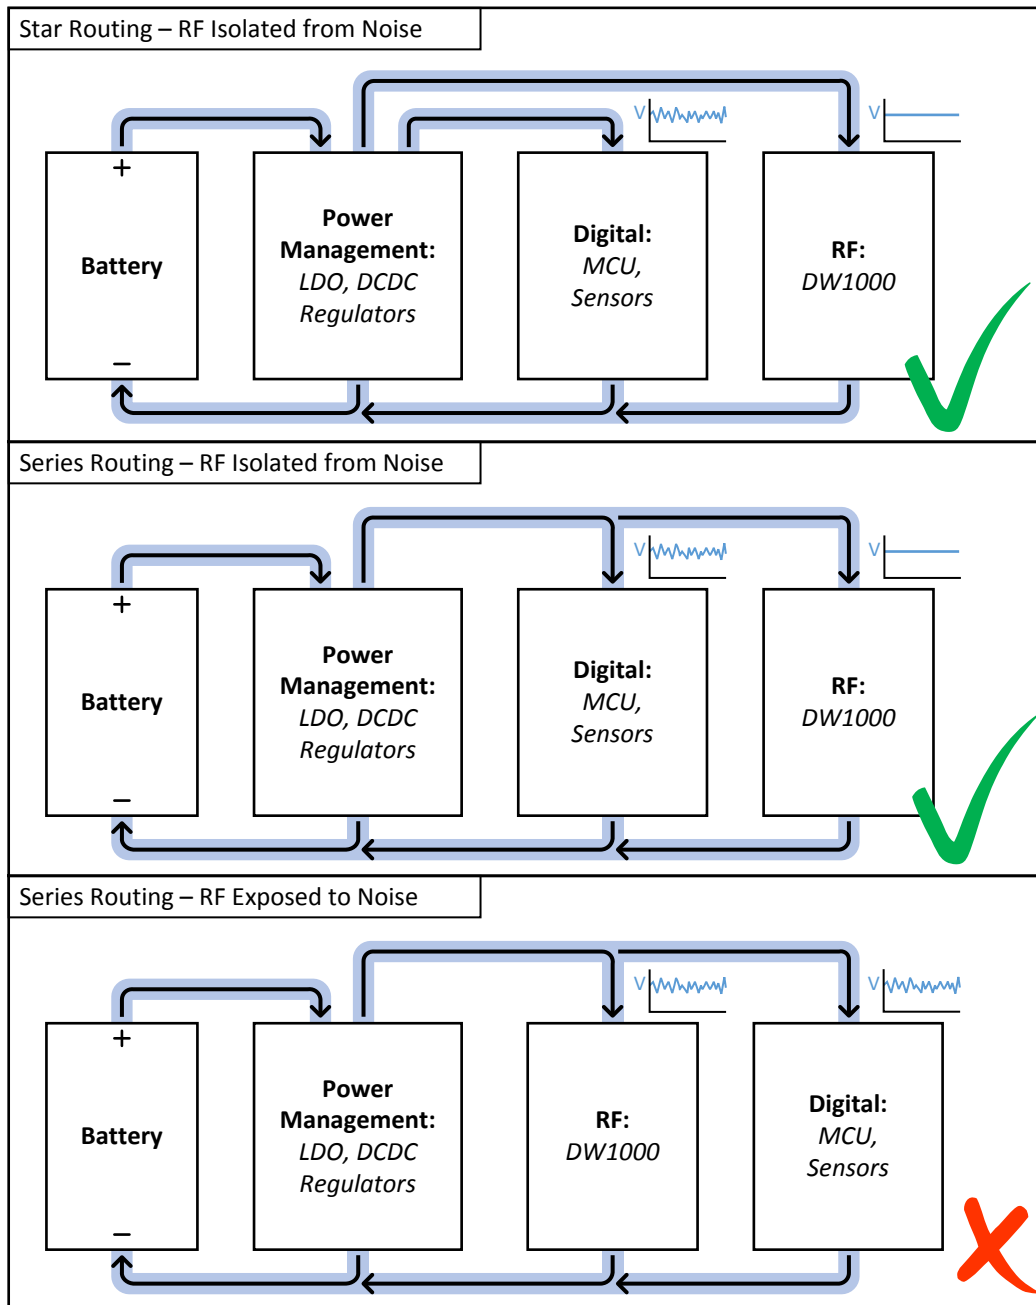 Star Routing – RF Isolated from Noise
V
V
+
Battery
–
Power
Management:
LDO, DCDC
Regulators
Digital:
MCU,
Sensors
RF:
DW1000
Series Routing – RF Isolated from Noise
V
V
+
Battery
–
Power
Management:
LDO, DCDC
Regulators
Digital:
MCU,
Sensors
RF:
DW1000
Series Routing – RF Exposed to Noise
V
V
+
Battery
–
Power
Management:
LDO, DCDC
Regulators
RF:
DW1000
Digital:
MCU,
Sensors